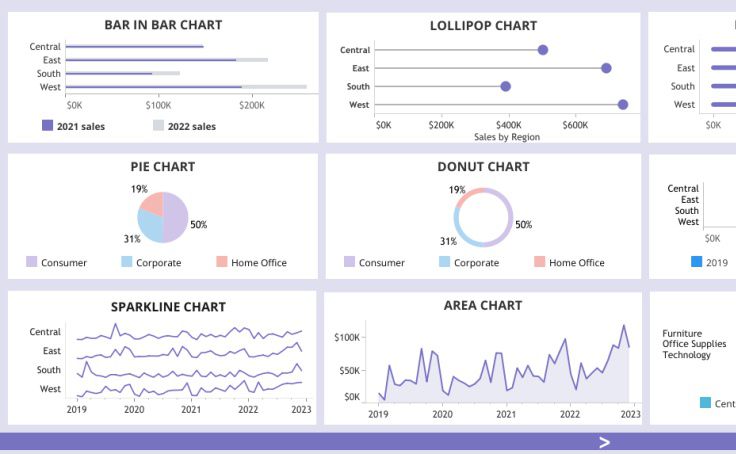 BAR IN BAR CHART
Central
East
South
West
$0K $100K $200K
2021 sales 2022 sales
LOLLIPOP CHART
Central
East
South
West
$0K $200K $400K $600K
Sales by Region
Central
East
South
West
$0K
PIE CHART
19%
50%
31%
Consumer Corporate Home Office
DONUT CHART
19%
50%
31%
Consumer Corporate Home Office
Central
East
South
West
$0K
2019
SPARKLINE CHART
Central
East
South
West
2019 2020 2021 2022 2023
AREA CHART
$100K
$50K
$0K
2019 2020 2021 2022 2023
Furniture
Office Supplies
Technology
Cent
>